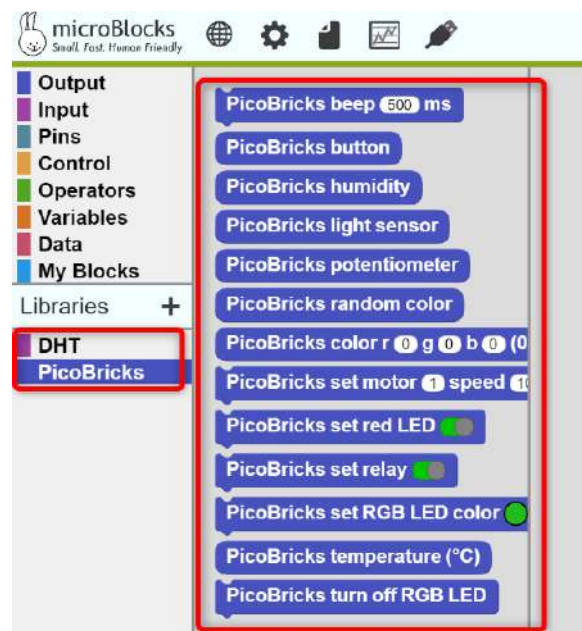 microBlocks
Small. Fast. Human Friendly
Output
Input
Pins
Control
Operators
Variables
Data
My Blocks
Libraries +
DHT
PicoBricks
PicoBricks beep 500 ms
PicoBricks button
PicoBricks humidity
PicoBricks light sensor
PicoBricks potentiometer
PicoBricks random color
PicoBricks color r 0 g 0 b 0 (0
PicoBricks set motor 1 speed 10
PicoBricks set red LED
PicoBricks set relay
PicoBricks set RGB LED color
PicoBricks temperature (°C)
PicoBricks turn off RGB LED